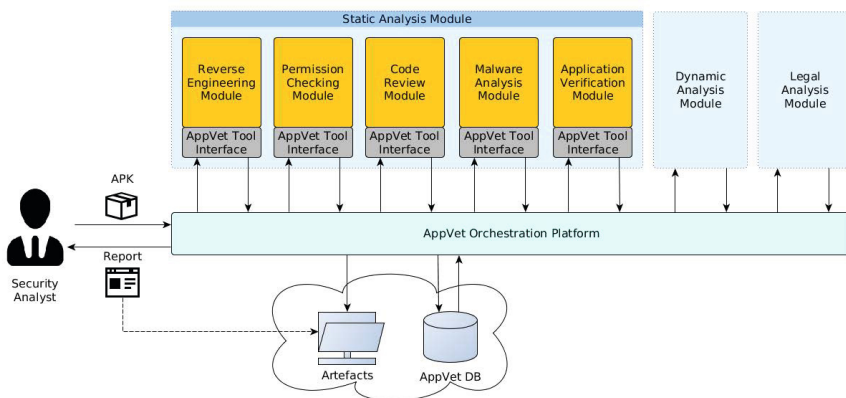 Static Analysis Module
Reverse
Engineering
Module
Permission
Checking
Module
Code
Review
Module
Malware
Analysis
Module
Application
Verification
Module
AppVet Tool
Interface
AppVet Tool
Interface
AppVet Tool
Interface
AppVet Tool
Interface
AppVet Tool
Interface
Dynamic
Analysis
Module
Legal
Analysis
Module
APK
AppVet Orchestration Platform
Report
Security
Analyst
Artefacts
AppVet DB